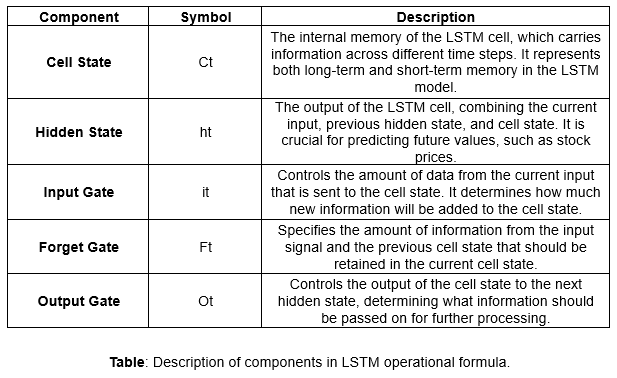 Component Symbol Description
Cell State Ct The internal memory of the LSTM cell, which carries
information across different time steps. It represents
both long-term and short-term memory in the LSTM
model.
Hidden State ht The output of the LSTM cell, combining the current
input, previous hidden state, and cell state. It is
crucial for predicting future values, such as stock
prices.
Input Gate it Controls the amount of data from the current input
that is sent to the cell state. It determines how much
new information will be added to the cell state.
Forget Gate Ft Specifies the amount of information from the input
signal and the previous cell state that should be
retained in the current cell state.
Output Gate Ot Controls the output of the cell state to the next
hidden state, determining what information should
be passed on for further processing.
Table: Description of components in LSTM operational formula.